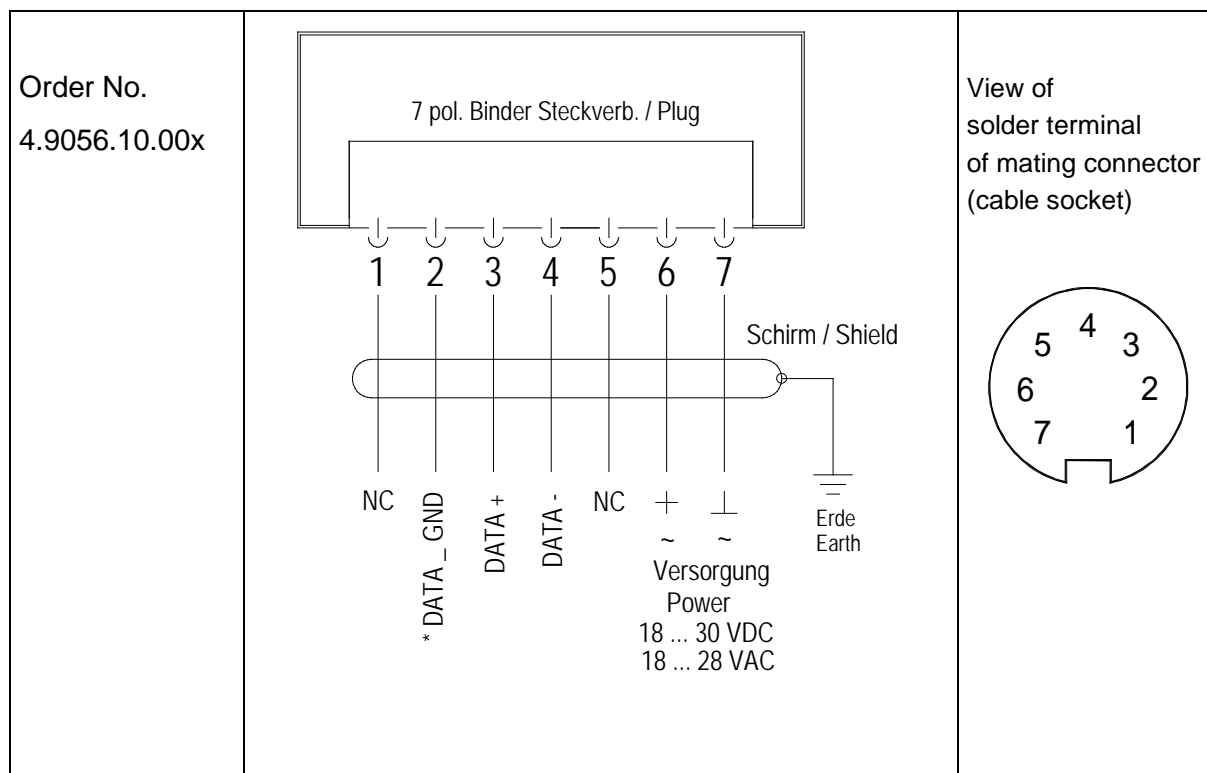 Order No.
4.9056.10.00x
7 pol. Binder Steckverb. / Plug
1 2 3 4 5 6 7
Schirm / Shield
NC
* DATA _ GND
DATA +
DATA -
NC
+
⊥
~ ~
Versorgung
Power
18 ... 30 VDC
18 ... 28 VAC
Erde
Earth
View of
solder terminal
of mating connector
(cable socket)
5 4 3
6 2
7 1